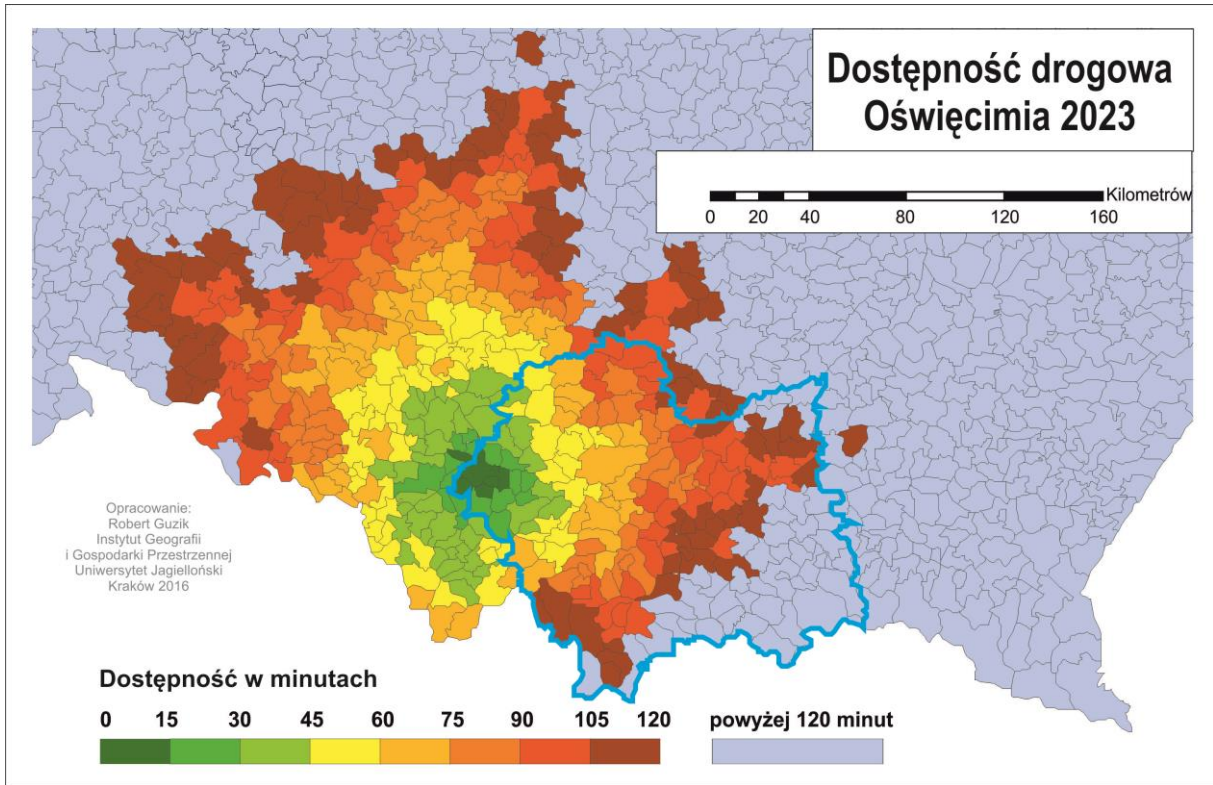 Dostępność drogowa
Oświęcimia 2023
Kilometrów
0 20 40 80 120 160
Opracowanie:
Robert Guzik
Instytut Geografii
i Gospodarki Przestrzennej
Uniwersytet Jagielloński
Kraków 2016
Dostępność w minutach
0 15 30 45 60 75 90 105 120 powyżej 120 minut